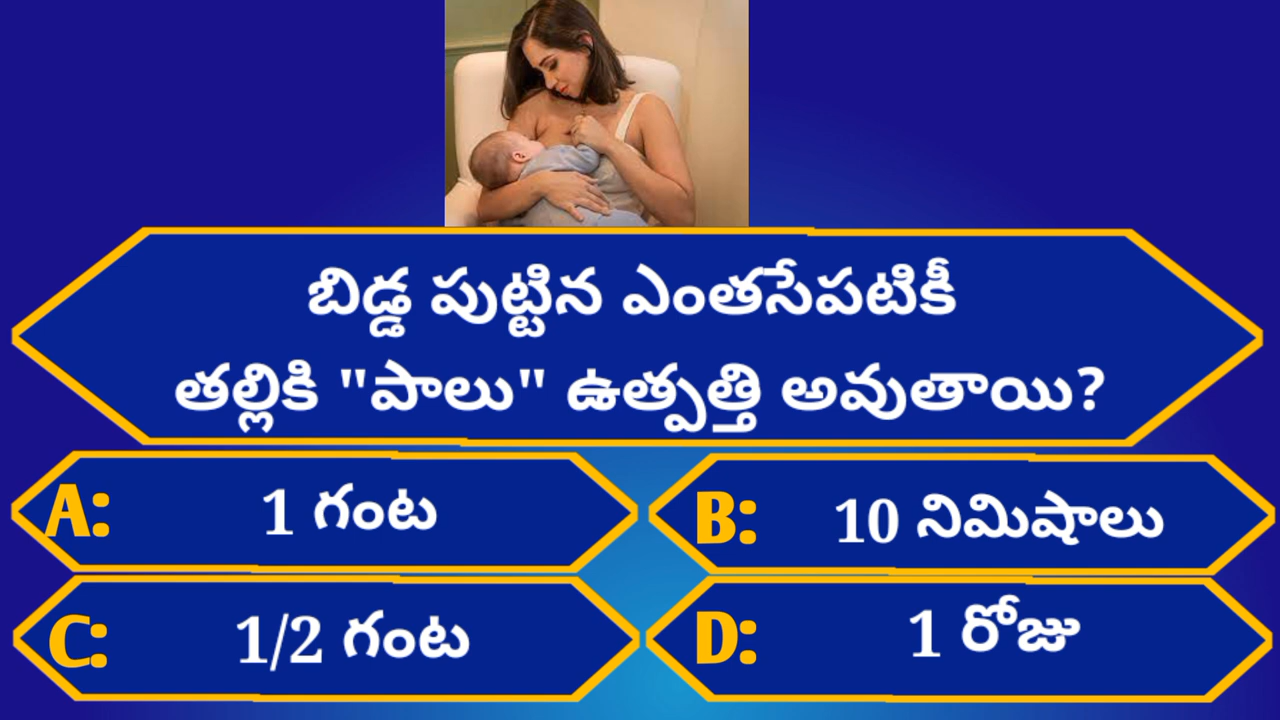 బిడ్డ పుట్టిన ఎంతసేపటికీ
తల్లికి "పాలు" ఉత్పత్తి అవుతాయి?
A: 1 గంట
B: 10 నిమిషాలు
C: 1/2 గంట
D: 1 రోజు